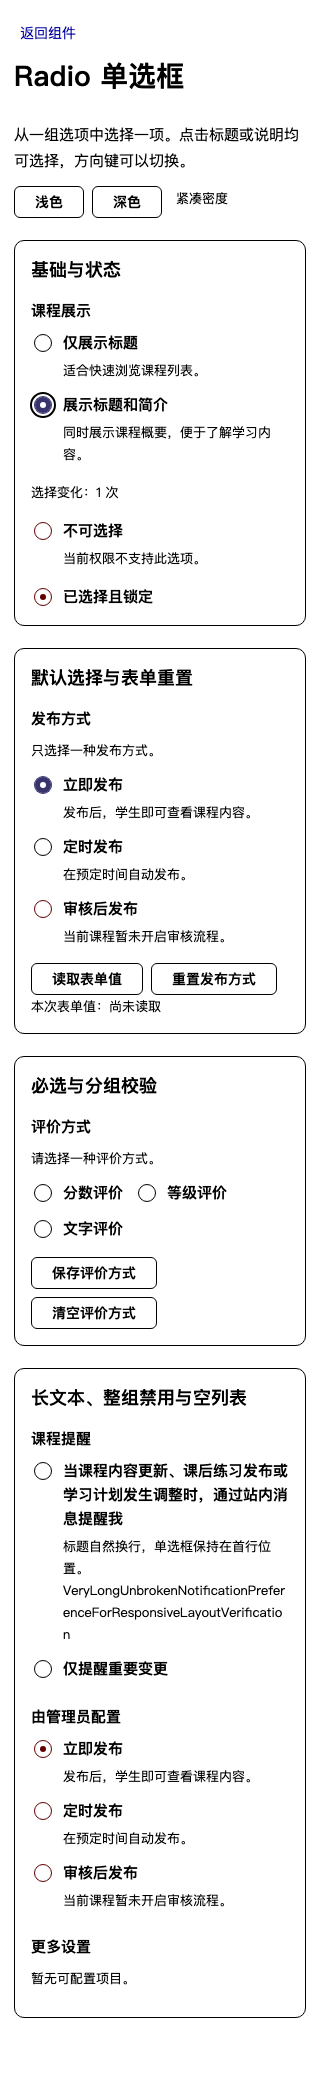 返回组件
Radio 单选框
从一组选项中选择一项。点击标题或说明均
可选择，方向键可以切换。
浅色 深色 紧凑密度
基础与状态
课程展示
仅展示标题
适合快速浏览课程列表。
展示标题和简介
同时展示课程概要，便于了解学习内
容。
选择变化：1 次
不可选择
当前权限不支持此选项。
已选择且锁定
默认选择与表单重置
发布方式
只选择一种发布方式。
立即发布
发布后，学生即可查看课程内容。
定时发布
在预定时间自动发布。
审核后发布
当前课程暂未开启审核流程。
读取表单值 重置发布方式
本次表单值：尚未读取
必选与分组校验
评价方式
请选择一种评价方式。
分数评价 等级评价
文字评价
保存评价方式
清空评价方式
长文本、整组禁用与空列表
课程提醒
当课程内容更新、课后练习发布或
学习计划发生调整时，通过站内消
息提醒我
标题自然换行，单选框保持在首行位
置。
VeryLongUnbrokenNotificationPrefer
enceForResponsiveLayoutVerificatio
n
仅提醒重要变更
由管理员配置
立即发布
发布后，学生即可查看课程内容。
定时发布
在预定时间自动发布。
审核后发布
当前课程暂未开启审核流程。
更多设置
暂无可配置项目。